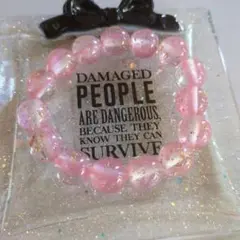 DAMAGED
PEOPLE
ARE DANGEROUS,
BECAUSE THEY
KNOW THEY CAN
SURVIVE